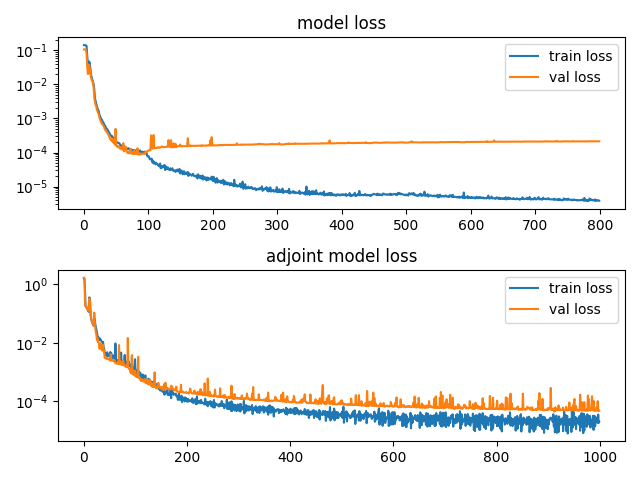 model loss
10⁻¹
10⁻²
10⁻³
10⁻⁴
10⁻⁵
train loss
val loss
0 100 200 300 400 500 600 700 800
adjoint model loss
10⁰
10⁻²
10⁻⁴
train loss
val loss
0 200 400 600 800 1000